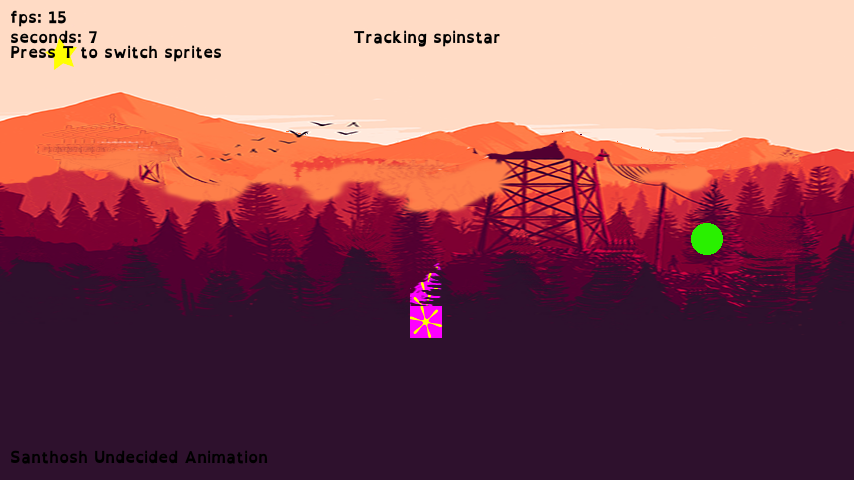 fps: 15
seconds: 7
Tracking spinstar
Press T to switch sprites
Santhosh Undecided Animation